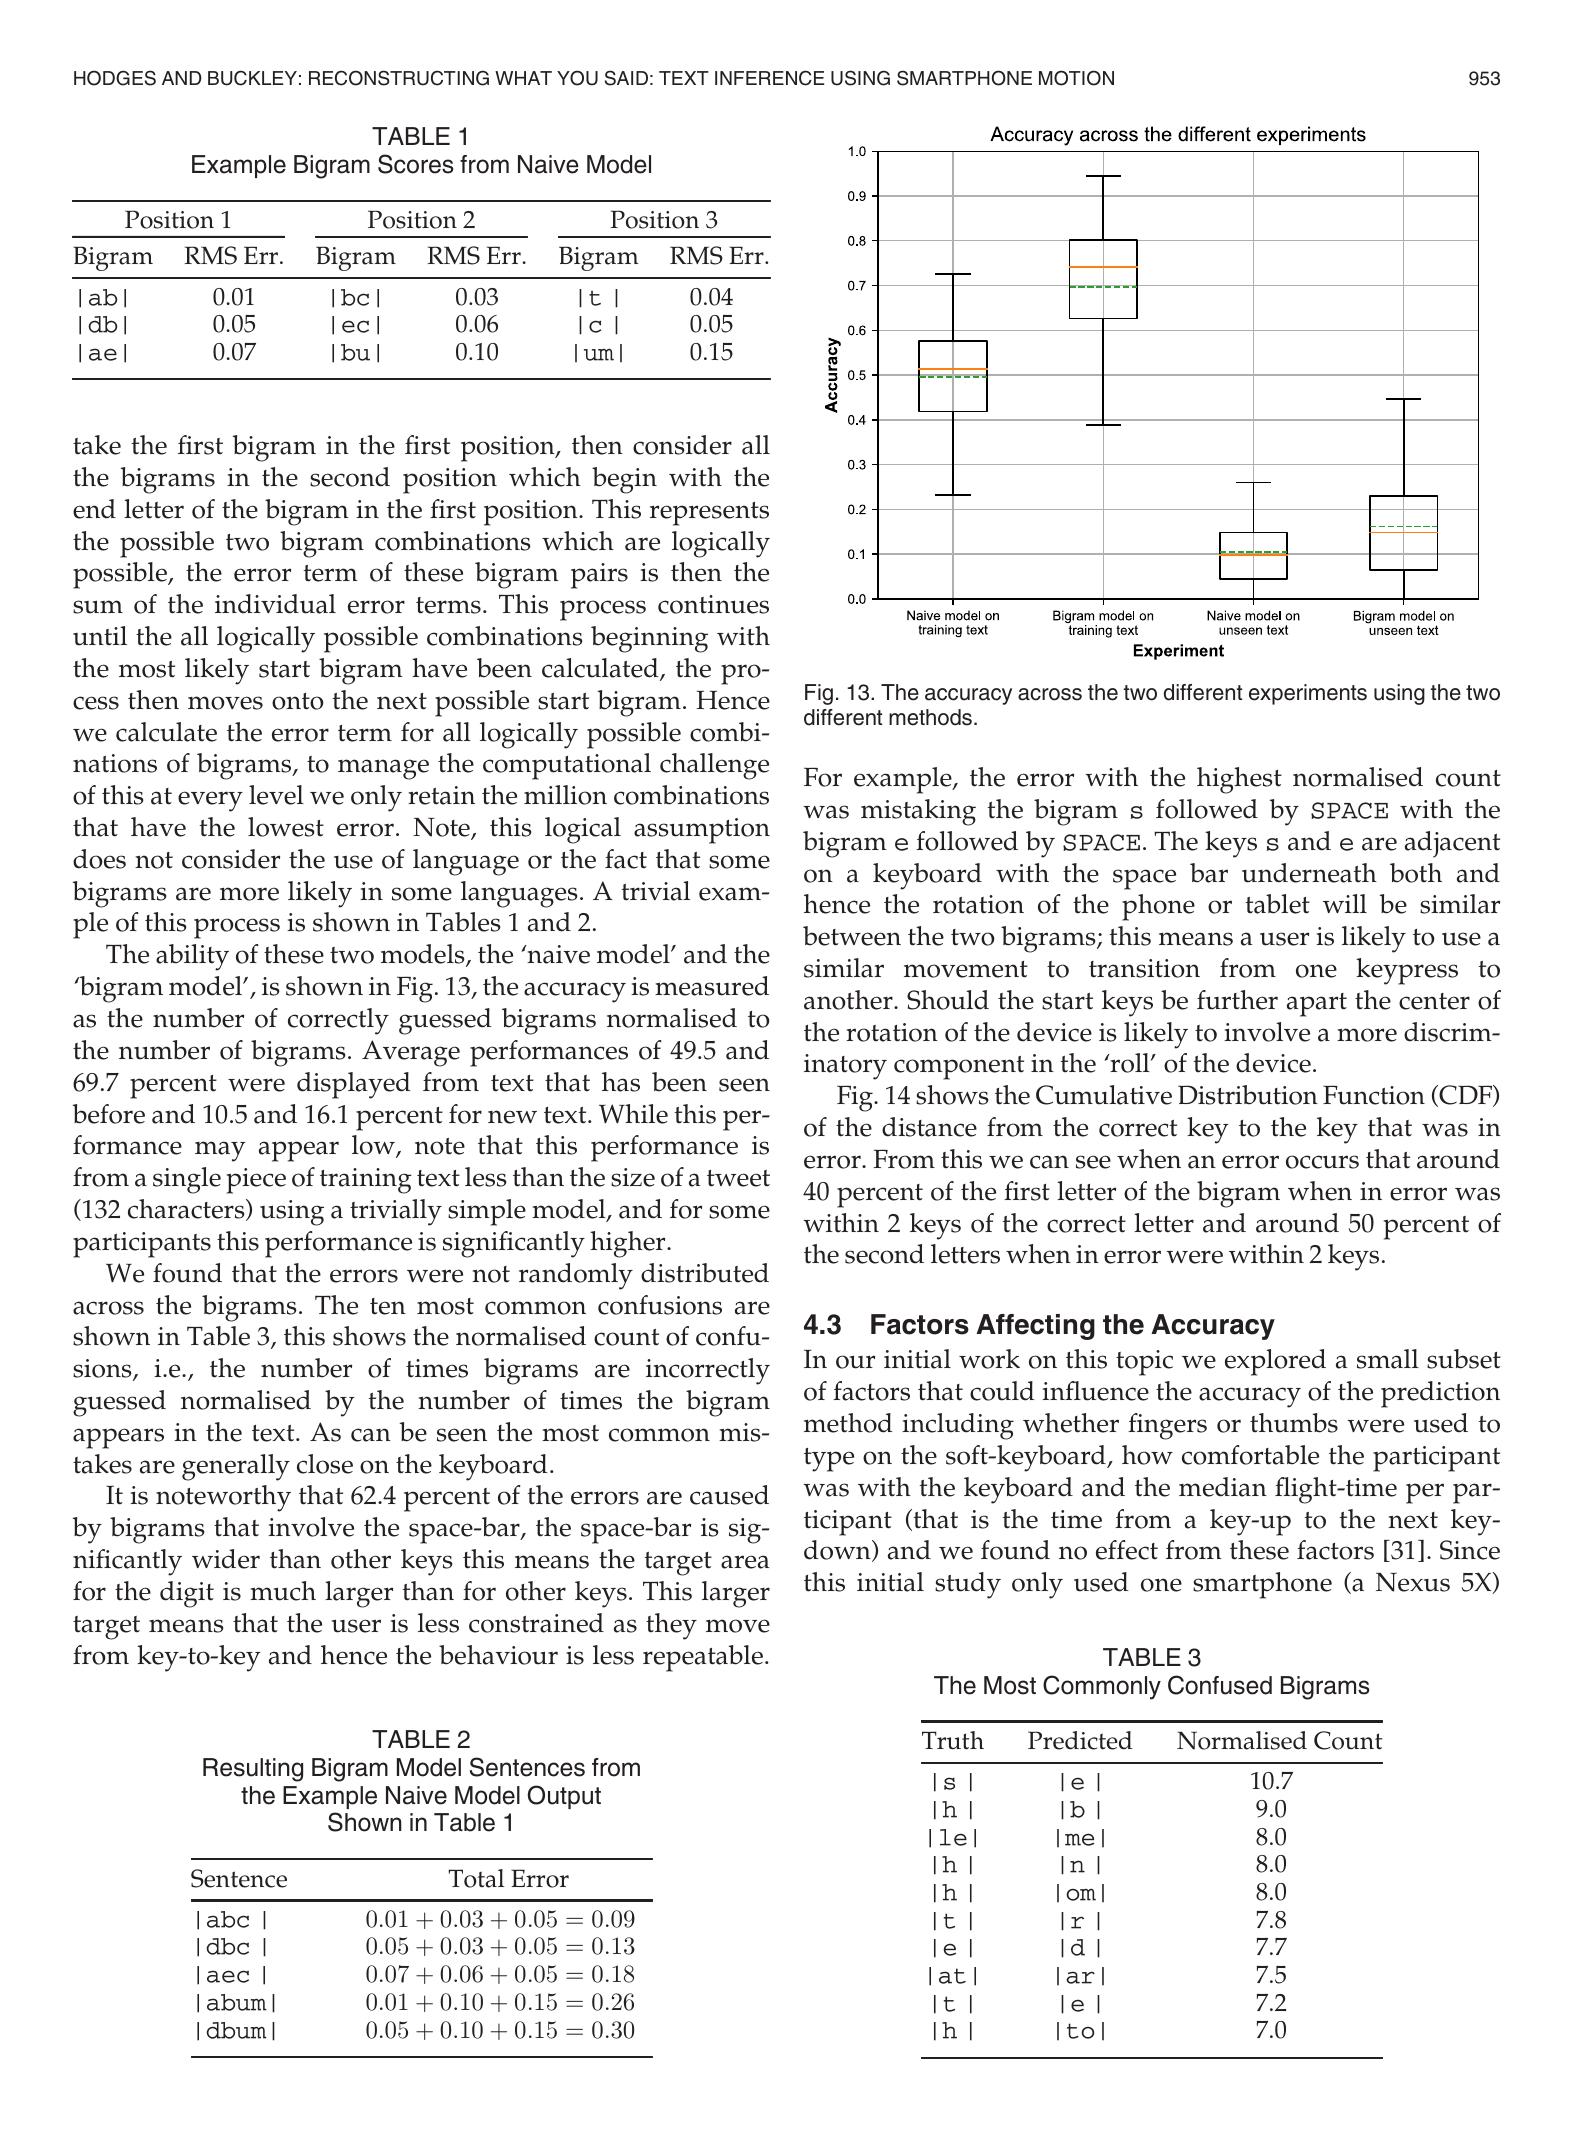 HODGES AND BUCKLEY: RECONSTRUCTING WHAT YOU SAID: TEXT INFERENCE USING SMARTPHONE MOTION 953
TABLE 1
Example Bigram Scores from Naive Model
Position 1 Position 2 Position 3
Bigram RMS Err. Bigram RMS Err. Bigram RMS Err.
|ab| 0.01 |bc| 0.03 |t | 0.04
|db| 0.05 |ec| 0.06 |c | 0.05
|ae| 0.07 |bu| 0.10 |um| 0.15
take the first bigram in the first position, then consider all
the bigrams in the second position which begin with the
end letter of the bigram in the first position. This represents
the possible two bigram combinations which are logically
possible, the error term of these bigram pairs is then the
sum of the individual error terms. This process continues
until the all logically possible combinations beginning with
the most likely start bigram have been calculated, the pro-
cess then moves onto the next possible start bigram. Hence
we calculate the error term for all logically possible combi-
nations of bigrams, to manage the computational challenge
of this at every level we only retain the million combinations
that have the lowest error. Note, this logical assumption
does not consider the use of language or the fact that some
bigrams are more likely in some languages. A trivial exam-
ple of this process is shown in Tables 1 and 2.
The ability of these two models, the ‘naive model’ and the
‘bigram model’, is shown in Fig. 13, the accuracy is measured
as the number of correctly guessed bigrams normalised to
the number of bigrams. Average performances of 49.5 and
69.7 percent were displayed from text that has been seen
before and 10.5 and 16.1 percent for new text. While this per-
formance may appear low, note that this performance is
from a single piece of training text less than the size of a tweet
(132 characters) using a trivially simple model, and for some
participants this performance is significantly higher.
We found that the errors were not randomly distributed
across the bigrams. The ten most common confusions are
shown in Table 3, this shows the normalised count of confu-
sions, i.e., the number of times bigrams are incorrectly
guessed normalised by the number of times the bigram
appears in the text. As can be seen the most common mis-
takes are generally close on the keyboard.
It is noteworthy that 62.4 percent of the errors are caused
by bigrams that involve the space-bar, the space-bar is sig-
nificantly wider than other keys this means the target area
for the digit is much larger than for other keys. This larger
target means that the user is less constrained as they move
from key-to-key and hence the behaviour is less repeatable.
TABLE 2
Resulting Bigram Model Sentences from
the Example Naive Model Output
Shown in Table 1
Sentence Total Error
|abc | 0.01 + 0.03 + 0.05 = 0.09
|dbc | 0.05 + 0.03 + 0.05 = 0.13
|aec | 0.07 + 0.06 + 0.05 = 0.18
|abum| 0.01 + 0.10 + 0.15 = 0.26
|dbum| 0.05 + 0.10 + 0.15 = 0.30
Accuracy across the different experiments
1.0
0.9
0.8
0.7
0.6
0.5
0.4
0.3
0.2
0.1
0.0
Accuracy
Naive model on Bigram model on Naive model on Bigram model on
training text training text unseen text unseen text
Experiment
Fig. 13. The accuracy across the two different experiments using the two
different methods.
For example, the error with the highest normalised count
was mistaking the bigram s followed by SPACE with the
bigram e followed by SPACE. The keys s and e are adjacent
on a keyboard with the space bar underneath both and
hence the rotation of the phone or tablet will be similar
between the two bigrams; this means a user is likely to use a
similar movement to transition from one keypress to
another. Should the start keys be further apart the center of
the rotation of the device is likely to involve a more discrim-
inatory component in the ‘roll’ of the device.
Fig. 14 shows the Cumulative Distribution Function (CDF)
of the distance from the correct key to the key that was in
error. From this we can see when an error occurs that around
40 percent of the first letter of the bigram when in error was
within 2 keys of the correct letter and around 50 percent of
the second letters when in error were within 2 keys.
4.3 Factors Affecting the Accuracy
In our initial work on this topic we explored a small subset
of factors that could influence the accuracy of the prediction
method including whether fingers or thumbs were used to
type on the soft-keyboard, how comfortable the participant
was with the keyboard and the median flight-time per par-
ticipant (that is the time from a key-up to the next key-
down) and we found no effect from these factors [31]. Since
this initial study only used one smartphone (a Nexus 5X)
TABLE 3
The Most Commonly Confused Bigrams
Truth Predicted Normalised Count
|s | |e | 10.7
|h | |b | 9.0
|le| |me| 8.0
|h | |n | 8.0
|h | |om| 8.0
|t | |r | 7.8
|e | |d | 7.7
|at| |ar| 7.5
|t | |e | 7.2
|h | |to| 7.0